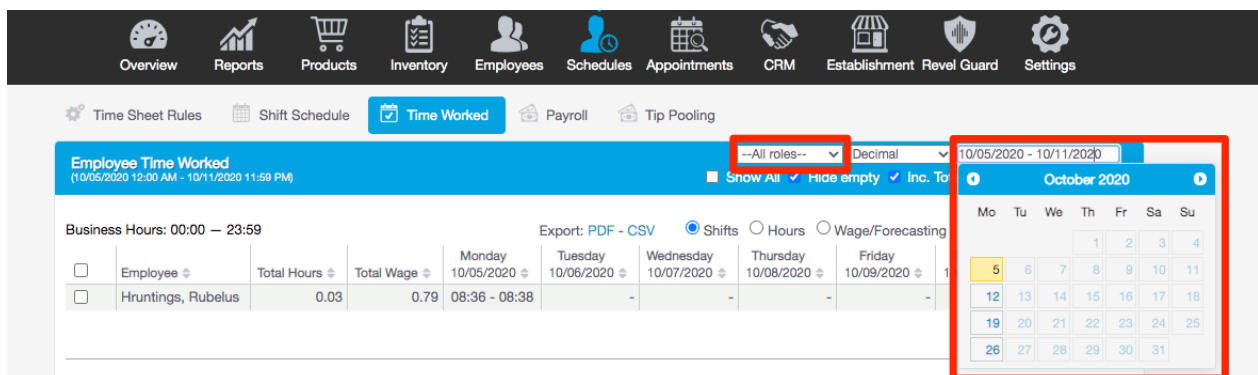 Overview Reports Products Inventory Employees Schedules Appointments CRM Establishment Revel Guard Settings
Time Sheet Rules Shift Schedule Time Worked Payroll Tip Pooling
Employee Time Worked --All roles-- Decimal 10/05/2020 - 10/11/2020
(10/05/2020 12:00 AM - 10/11/2020 11:59 PM) Show All Hide empty Inc.
October 2020
Business Hours: 00:00 — 23:59 Export: PDF - CSV Shifts Hours Wage/Forecasting
Employee Total Hours Total Wage Monday 10/05/2020 Tuesday 10/06/2020 Wednesday 10/07/2020 Thursday 10/08/2020 Friday 10/09/2020
Hruntings, Rubelus 0.03 0.79 08:36 - 08:38 - - - -
Mo Tu We Th Fr Sa Su
1 2 3 4
5 6 7 8 9 10 11
12 13 14 15 16 17 18
19 20 21 22 23 24 25
26 27 28 29 30 31